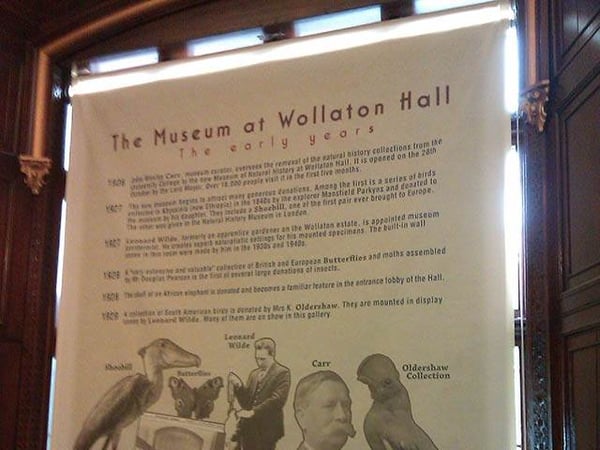 The Museum at Wollaton Hall
The early years
1926 John Wesley Carr, museum curator, oversees the removal of the natural history collections from the
University College to the new Museum of Natural History at Wollaton Hall. It is opened on the 26th
October by the Lord Mayor. Over 18,000 people visit it in the first five months.
1927 The new museum begins to attract many generous donations. Among the first is a series of birds
collected in Abyssinia (now Ethiopia) in the 1840s by the explorer Mansfield Parkyns and donated to
the museum by his daughter. They include a Shoebill, one of the first pair ever brought to Europe.
The other was given to the Natural History Museum in London.
1927 Leonard Wilde, formerly an apprentice gardener on the Wollaton estate, is appointed museum
taxidermist. He creates superb naturalistic settings for his mounted specimens. The built-in wall
cases in this room were made by him in the 1930s and 1940s.
A "very extensive and valuable" collection of British and European Butterflies and moths assembled
by Mr Douglas Pearson is the first of several large donations of insects.
The skull of an African elephant is donated and becomes a familiar feature in the entrance lobby of the Hall.
A collection of South American birds is donated by Mrs K. Oldershaw. They are mounted in display
cases by Leonard Wilde. Many of them are on show in this gallery.
Leonard
Wilde
Shoebill
Butterflies
Carr
Oldershaw
Collection